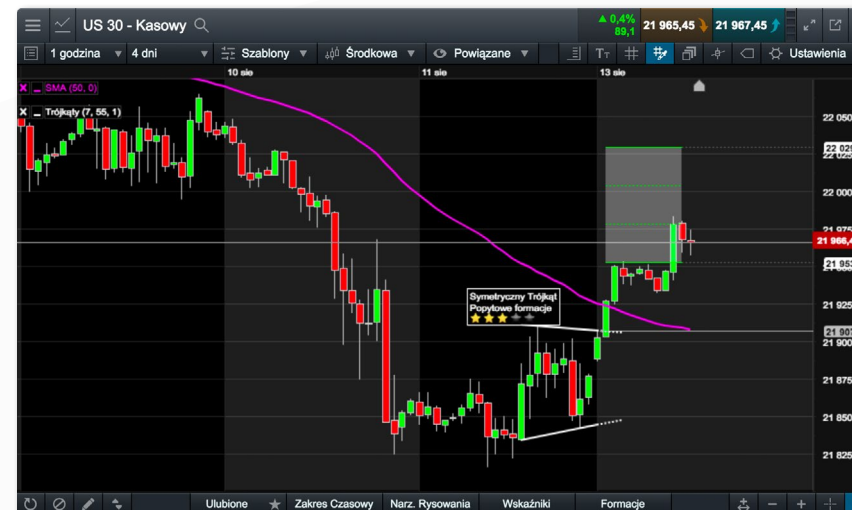 US 30 - Kasowy
▲ 0,4%
89,1
21 965,45
21 967,45
1 godzina ▼ 4 dni ▼ Szablony ▼ Środkowa ▼ Powiązane ▼ Ustawienia
10 sie
11 sie
13 sie
SMA (50, 0)
Trójkąty (7, 55, 1)
22 050
22 029
22 025
22 000
21 975
21 966,4
21 953
21 925
21 907
21 900
21 875
21 850
21 825
Symetryczny Trójkąt
Popytowe formacje
Ulubione ★ Zakres Czasowy Narz. Rysowania Wskaźniki Formacje